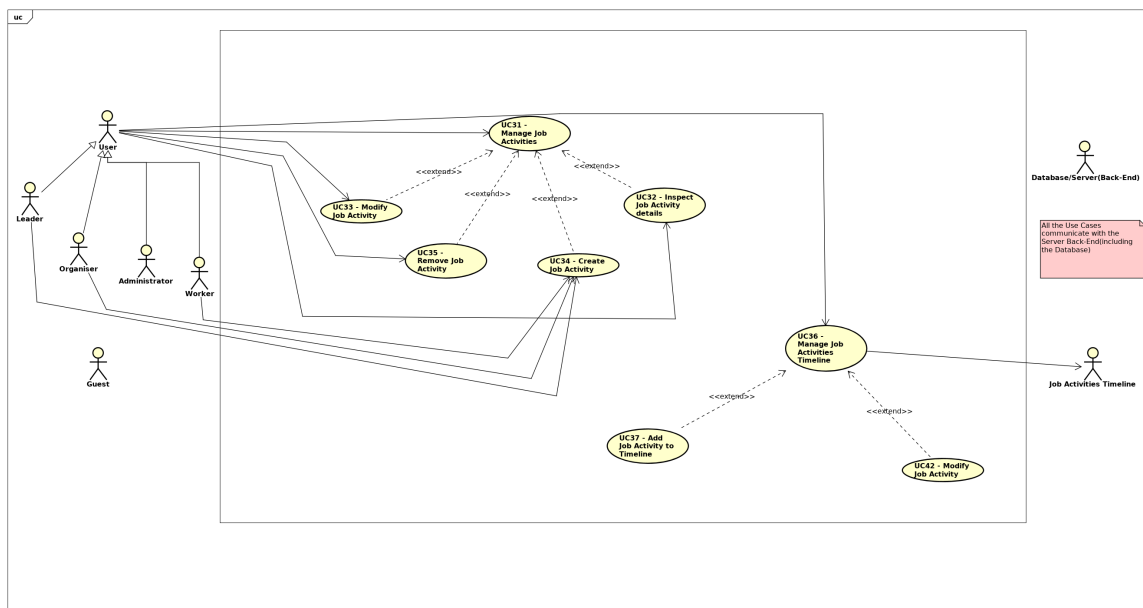 uc
User
Leader
Organiser
Administrator
Worker
Guest
UC31 -
Manage Job
Activities
<<extend>>
<<extend>>
<<extend>>
<<extend>>
UC33 - Modify
Job Activity
UC32 - Inspect
Job Activity
details
UC35 -
Remove Job
Activity
UC34 - Create
Job Activity
UC36 -
Manage Job
Activities
Timeline
<<extend>>
<<extend>>
UC37 - Add
Job Activity to
Timeline
UC42 - Modify
Job Activity
Database/Server(Back-End)
All the Use Cases
communicate with the
Server Back-End(including
the Database)
Job Activities Timeline